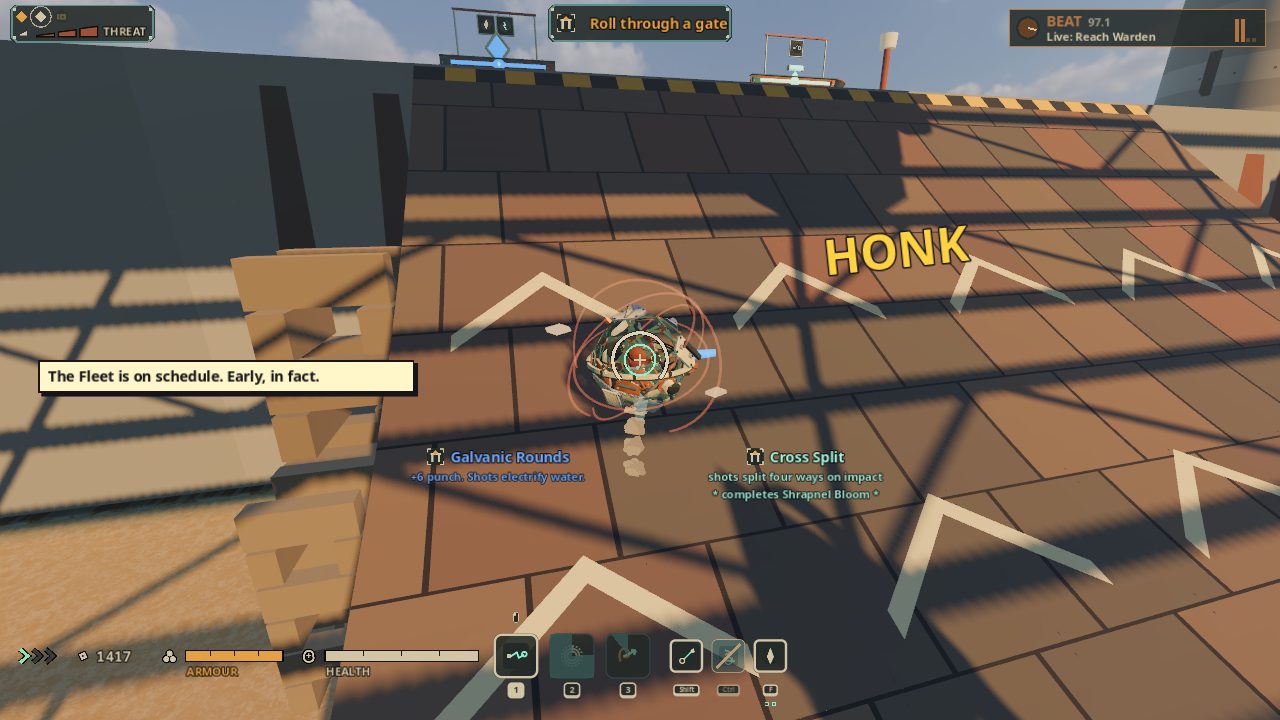 THREAT
Roll through a gate
BEAT 97.1
Live: Reach Warden
HONK
The Fleet is on schedule. Early, in fact.
Galvanic Rounds
+6 punch. Shots electrify water.
Cross Split
shots split four ways on impact
* completes Shrapnel Bloom *
1417
ARMOUR
HEALTH
1
2
3
Shift
Ctrl
F